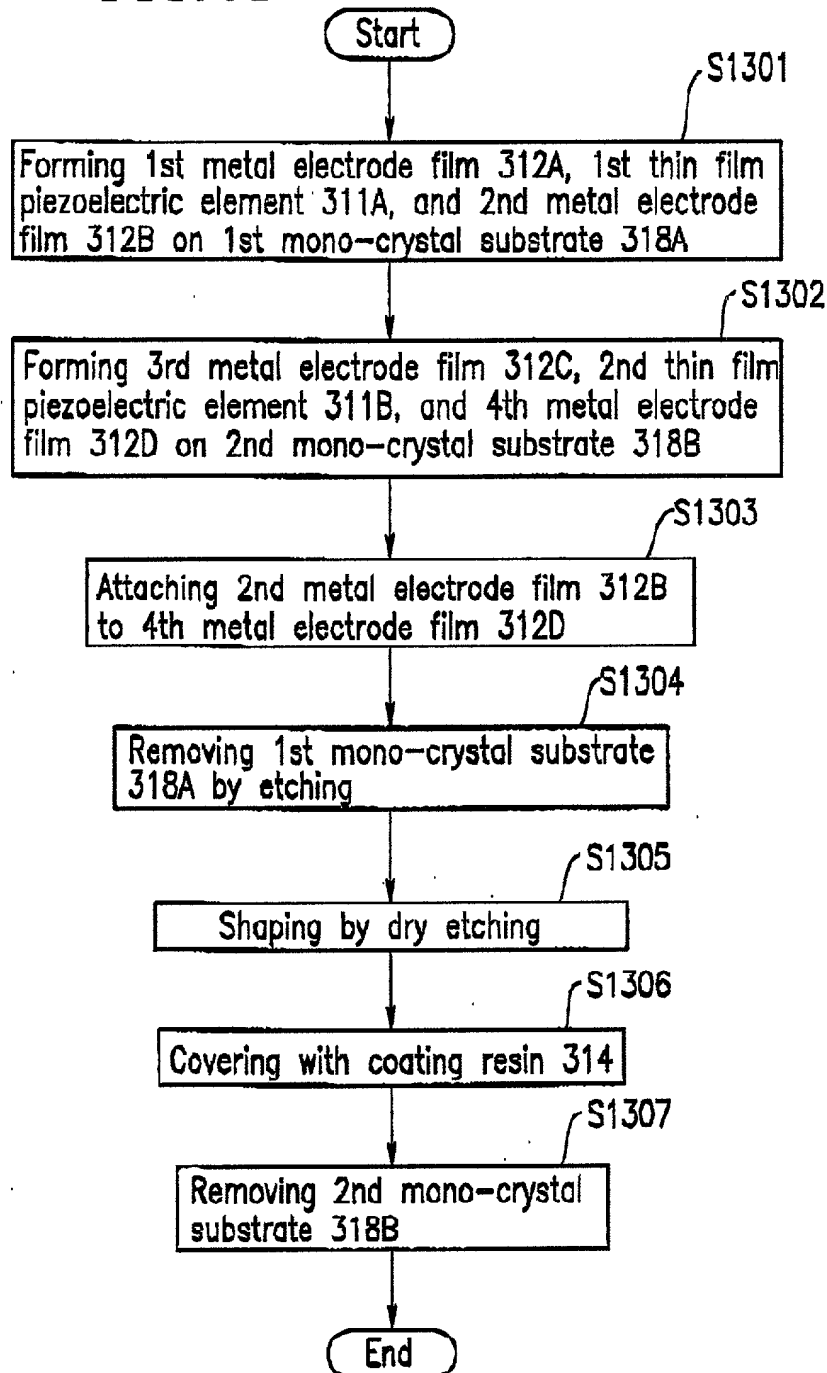 Start
S1301
Forming 1st metal electrode film 312A, 1st thin film
piezoelectric element 311A, and 2nd metal electrode
film 312B on 1st mono-crystal substrate 318A
S1302
Forming 3rd metal electrode film 312C, 2nd thin film
piezoelectric element 311B, and 4th metal electrode
film 312D on 2nd mono-crystal substrate 318B
S1303
Attaching 2nd metal electrode film 312B
to 4th metal electrode film 312D
S1304
Removing 1st mono-crystal substrate
318A by etching
S1305
Shaping by dry etching
S1306
Covering with coating resin 314
S1307
Removing 2nd mono-crystal
substrate 318B
End